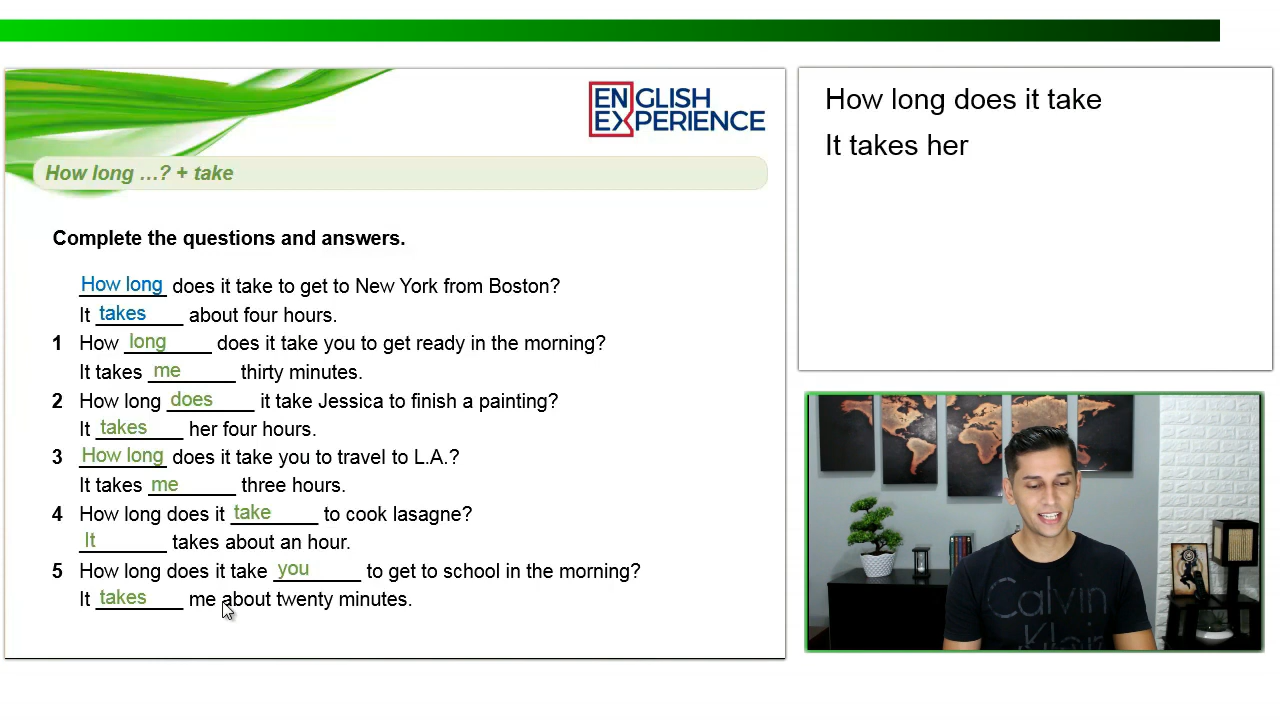 ENGLISH
EXPERIENCE
How long ...? + take
Complete the questions and answers.
How long does it take to get to New York from Boston?
It takes about four hours.
1 How long does it take you to get ready in the morning?
It takes me thirty minutes.
2 How long does it take Jessica to finish a painting?
It takes her four hours.
3 How long does it take you to travel to L.A.?
It takes me three hours.
4 How long does it take to cook lasagne?
It takes about an hour.
5 How long does it take you to get to school in the morning?
It takes me about twenty minutes.
How long does it take
It takes her
Calvin
Klein